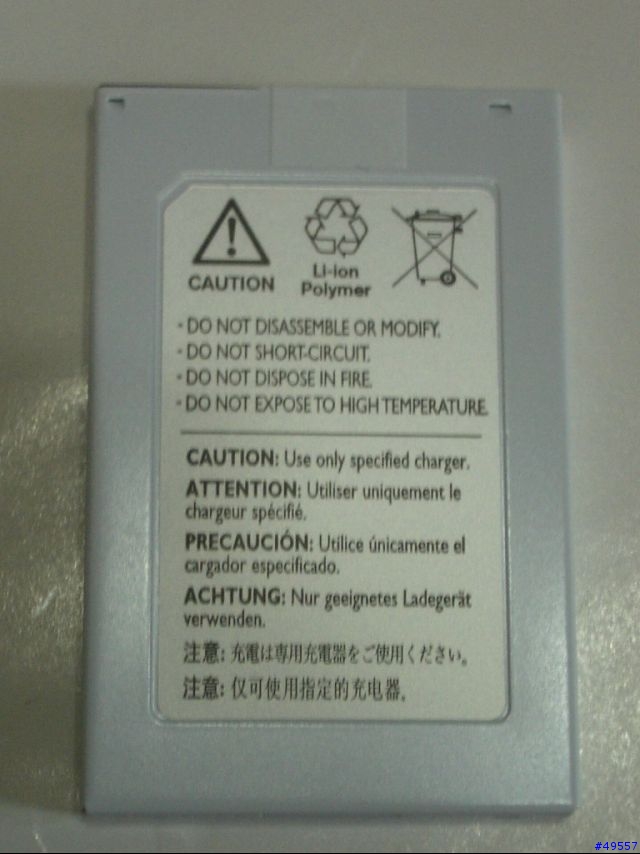 CAUTION
Li-ion
Polymer
- DO NOT DISASSEMBLE OR MODIFY.
- DO NOT SHORT-CIRCUIT.
- DO NOT DISPOSE IN FIRE.
- DO NOT EXPOSE TO HIGH TEMPERATURE.
CAUTION: Use only specified charger.
ATTENTION: Utiliser uniquement le
chargeur spécifié.
PRECAUCIÓN: Utilice únicamente el
cargador especificado.
ACHTUNG: Nur geeignetes Ladegerät
verwenden.
注意: 充電は専用充電器をご使用ください。
注意: 仅可使用指定的充电器.
#49557